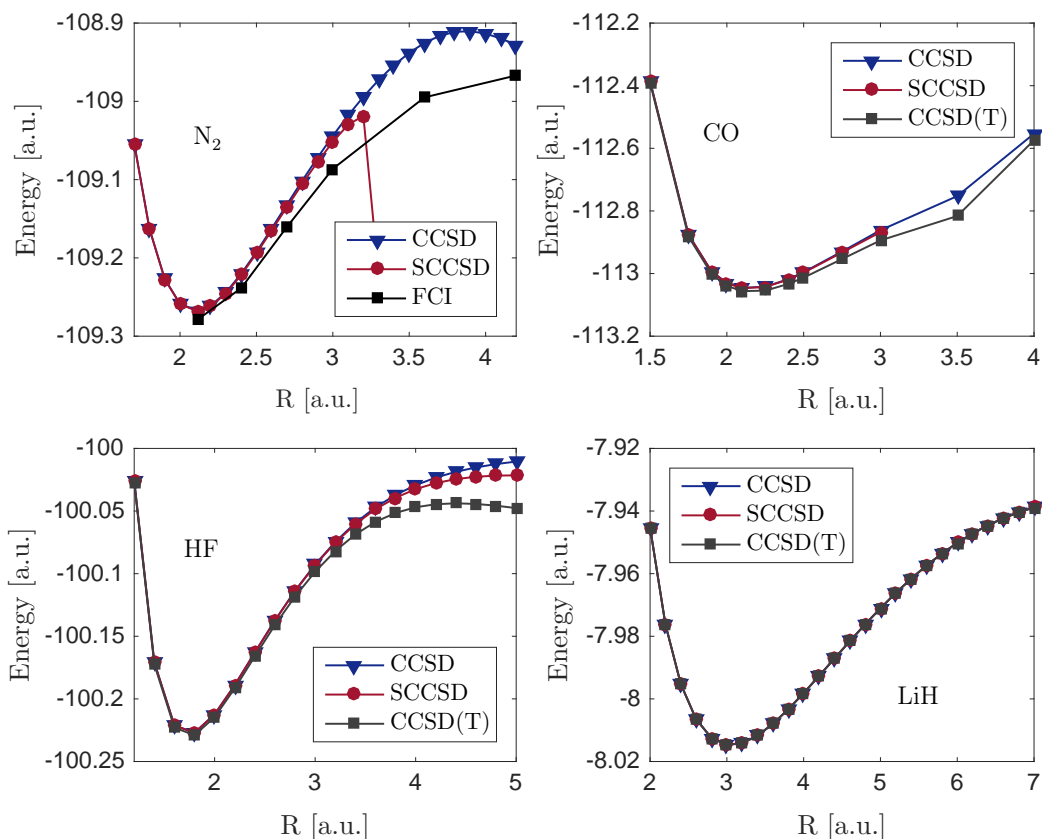 -108.9
-109
-109.1
-109.2
-109.3
Energy [a.u.]
N2
CCSD
SCCSD
FCI
2 2.5 3 3.5 4
R [a.u.]
-112.2
-112.4
-112.6
-112.8
-113
-113.2
Energy [a.u.]
CO
CCSD
SCCSD
CCSD(T)
1.5 2 2.5 3 3.5 4
R [a.u.]
-100
-100.05
-100.1
-100.15
-100.2
-100.25
Energy [a.u.]
HF
CCSD
SCCSD
CCSD(T)
2 3 4 5
R [a.u.]
-7.92
-7.94
-7.96
-7.98
-8
-8.02
Energy [a.u.]
CCSD
SCCSD
CCSD(T)
LiH
2 3 4 5 6 7
R [a.u.]